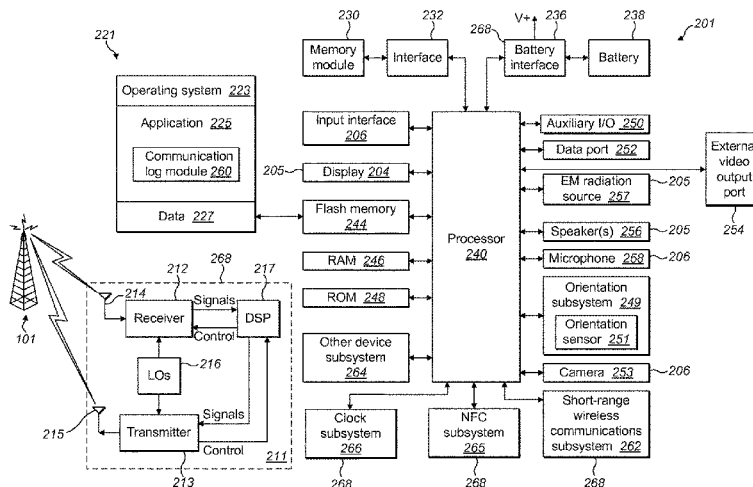 221
230
232
268
V+
236
238
201
Memory module
Interface
Battery interface
Battery
Operating system 223
Application 225
Communication log module 260
Data 227
Input interface 206
205
Display 204
Flash memory 244
RAM 246
ROM 248
Other device subsystem 264
Processor 240
Auxiliary I/O 250
Data port 252
EM radiation source 257
205
External video output port
254
Speaker(s) 256
205
Microphone 258
206
Orientation subsystem 249
Orientation sensor 251
Camera 253
206
Short-range wireless communications subsystem 262
268
NFC subsystem 265
268
Clock subsystem 266
268
101
214
212
268
217
Signals
Receiver
DSP
Control
216
LOs
Signals
215
Transmitter
Control
213
211